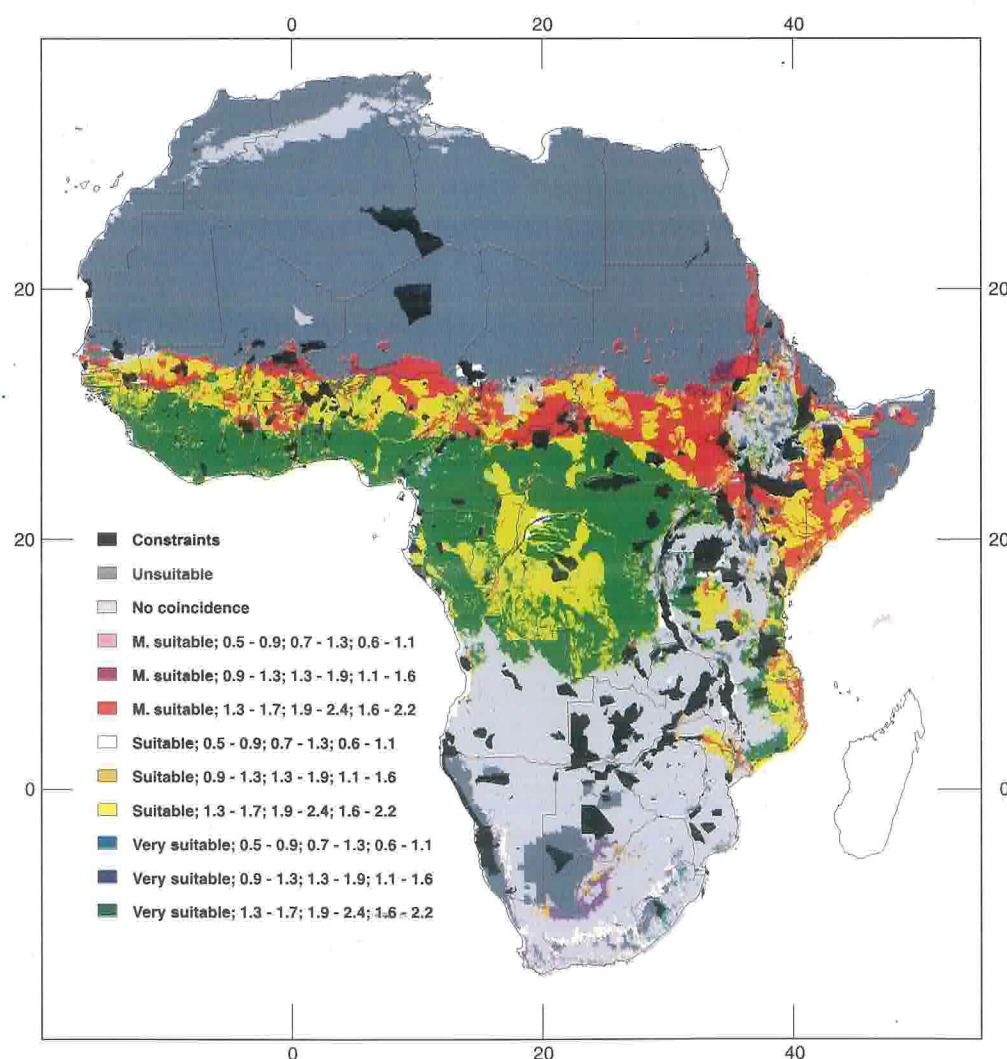 0 20 40
20 20
20 20
Constraints
Unsuitable
No coincidence
M. suitable; 0.5 - 0.9; 0.7 - 1.3; 0.6 - 1.1
M. suitable; 0.9 - 1.3; 1.3 - 1.9; 1.1 - 1.6
M. suitable; 1.3 - 1.7; 1.9 - 2.4; 1.6 - 2.2
Suitable; 0.5 - 0.9; 0.7 - 1.3; 0.6 - 1.1
Suitable; 0.9 - 1.3; 1.3 - 1.9; 1.1 - 1.6
0 0
Suitable; 1.3 - 1.7; 1.9 - 2.4; 1.6 - 2.2
Very suitable; 0.5 - 0.9; 0.7 - 1.3; 0.6 - 1.1
Very suitable; 0.9 - 1.3; 1.3 - 1.9; 1.1 - 1.6
Very suitable; 1.3 - 1.7; 1.9 - 2.4; 1.6 - 2.2
0 20 40